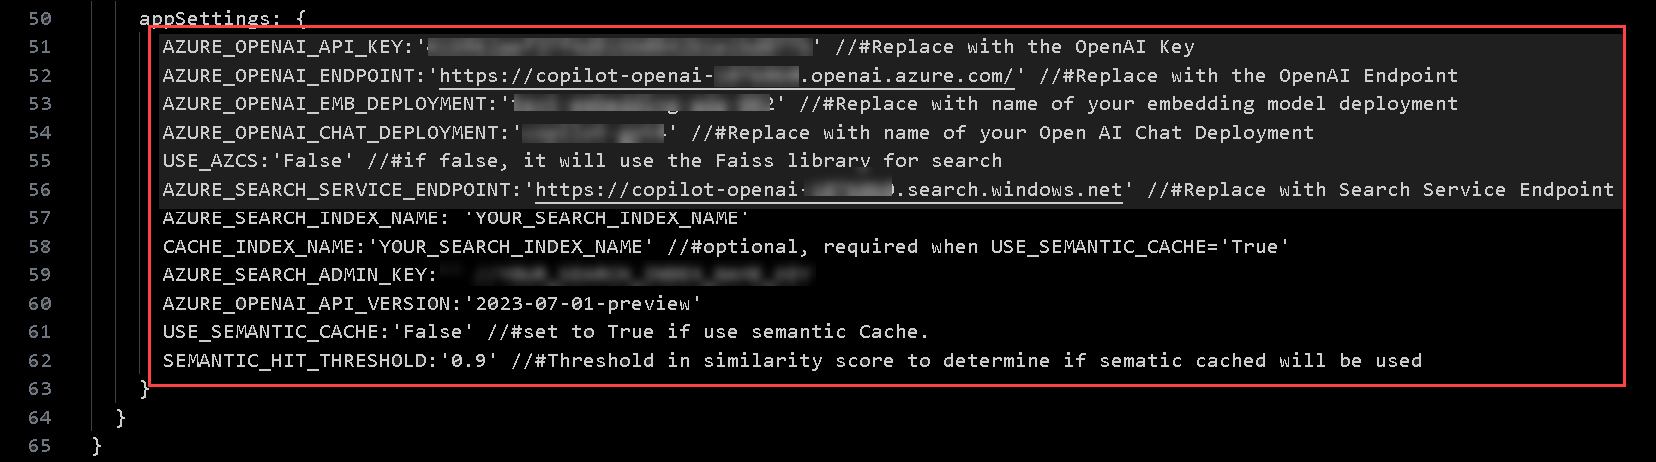 50 appSettings: {
51 AZURE_OPENAI_API_KEY:' ' //#Replace with the OpenAI Key
52 AZURE_OPENAI_ENDPOINT:'https://copilot-openai- .openai.azure.com/' //#Replace with the OpenAI Endpoint
53 AZURE_OPENAI_EMB_DEPLOYMENT:' 2' //#Replace with name of your embedding model deployment
54 AZURE_OPENAI_CHAT_DEPLOYMENT:' ' //#Replace with name of your Open AI Chat Deployment
55 USE_AZCS:'False' //#if false, it will use the Faiss library for search
56 AZURE_SEARCH_SERVICE_ENDPOINT:'https://copilot-openai- .search.windows.net' //#Replace with Search Service Endpoint
57 AZURE_SEARCH_INDEX_NAME: 'YOUR_SEARCH_INDEX_NAME'
58 CACHE_INDEX_NAME:'YOUR_SEARCH_INDEX_NAME' //#optional, required when USE_SEMANTIC_CACHE='True'
59 AZURE_SEARCH_ADMIN_KEY:
60 AZURE_OPENAI_API_VERSION:'2023-07-01-preview'
61 USE_SEMANTIC_CACHE:'False' //#set to True if use semantic Cache.
62 SEMANTIC_HIT_THRESHOLD:'0.9' //#Threshold in similarity score to determine if sematic cached will be used
63 }
64 }
65 }